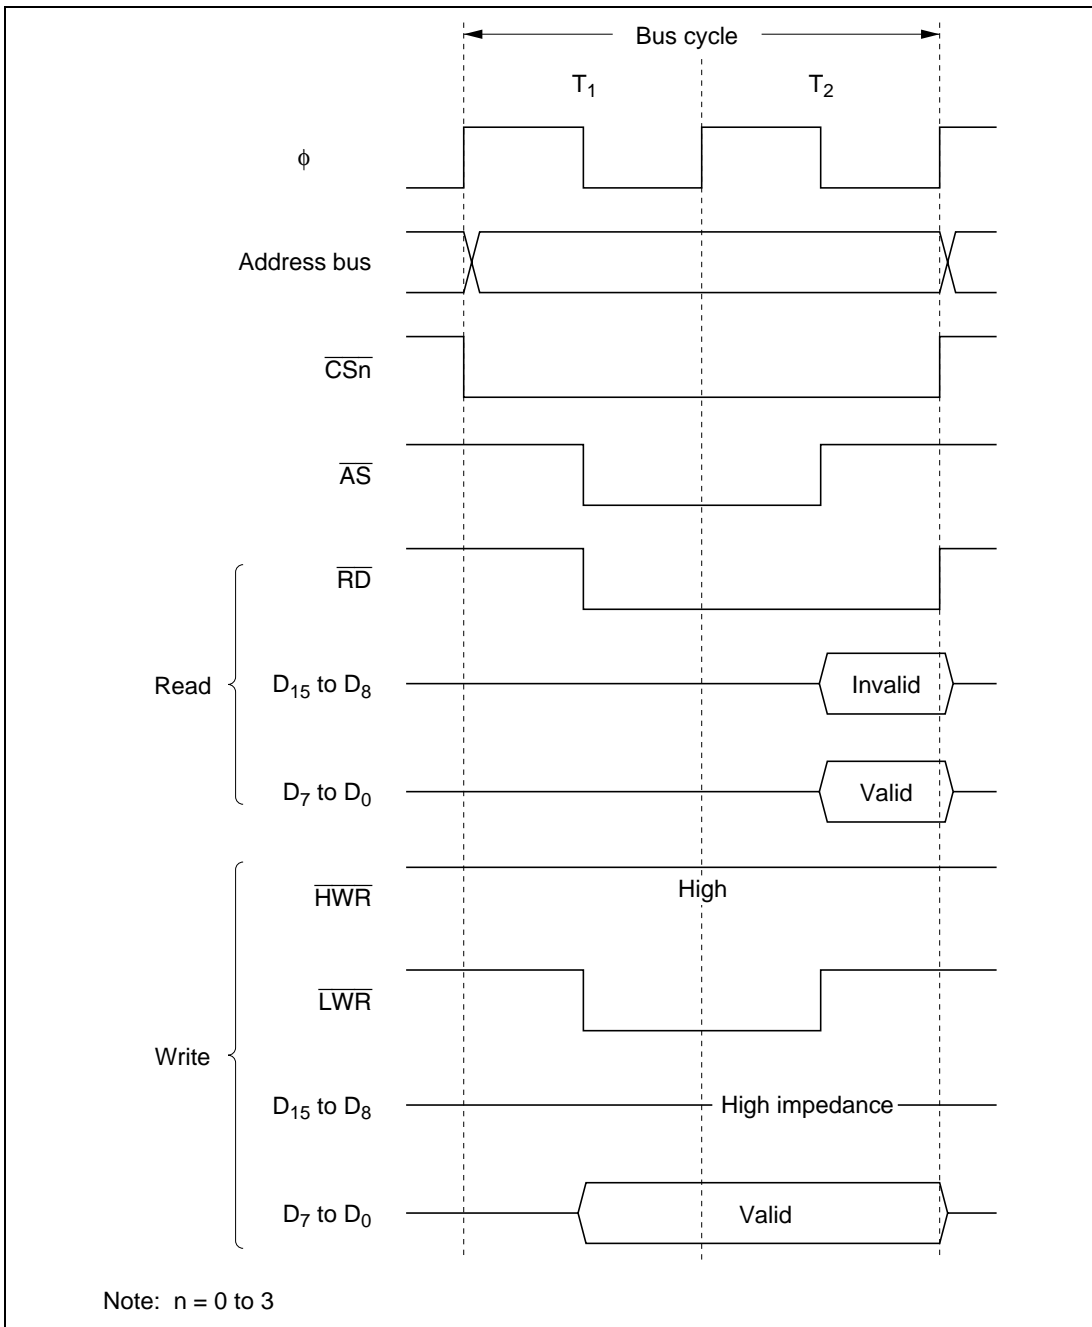 Bus cycle
T1 T2
ϕ
Address bus
CSn
AS
RD
Read
D15 to D8 Invalid
D7 to D0 Valid
HWR High
LWR
Write
D15 to D8 High impedance
D7 to D0 Valid
Note: n = 0 to 3